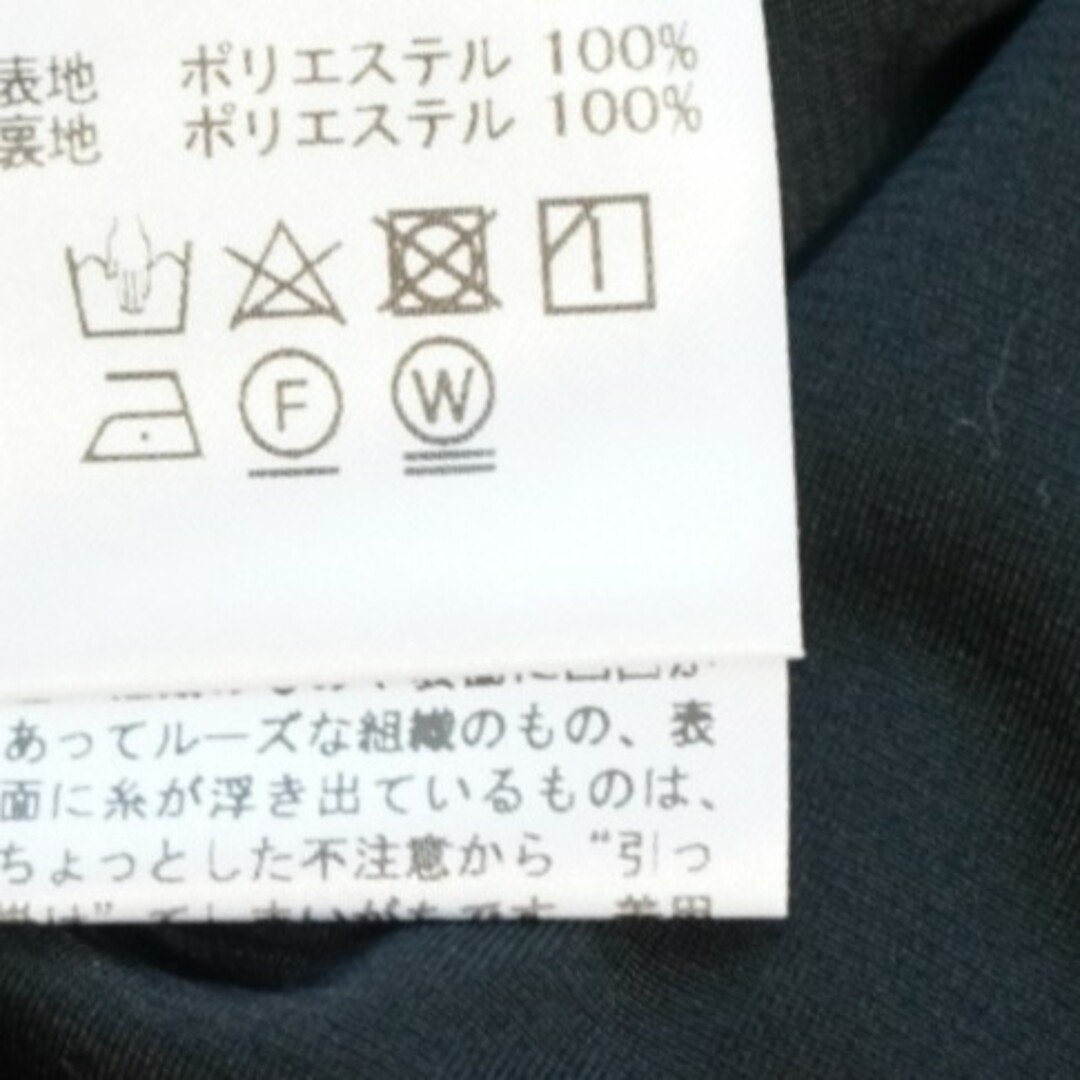 表地 ポリエステル 100%
裏地 ポリエステル 100%
F W
あってルーズな組織のもの、表
面に糸が浮き出ているものは、
ちょっとした不注意から“引っ